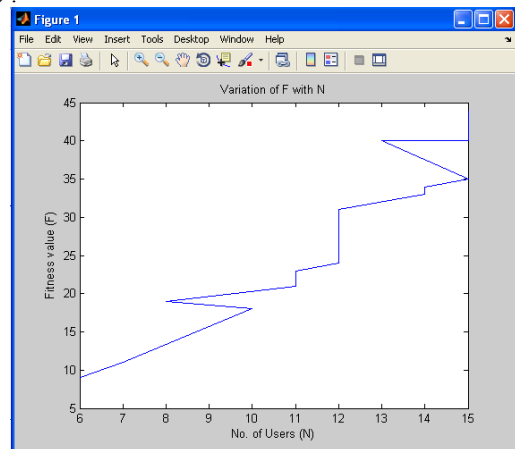 Figure 1
File Edit View Insert Tools Desktop Window Help
Variation of F with N
45
40
35
30
25
20
15
10
5
Fitness value (F)
6 7 8 9 10 11 12 13 14 15
No. of Users (N)